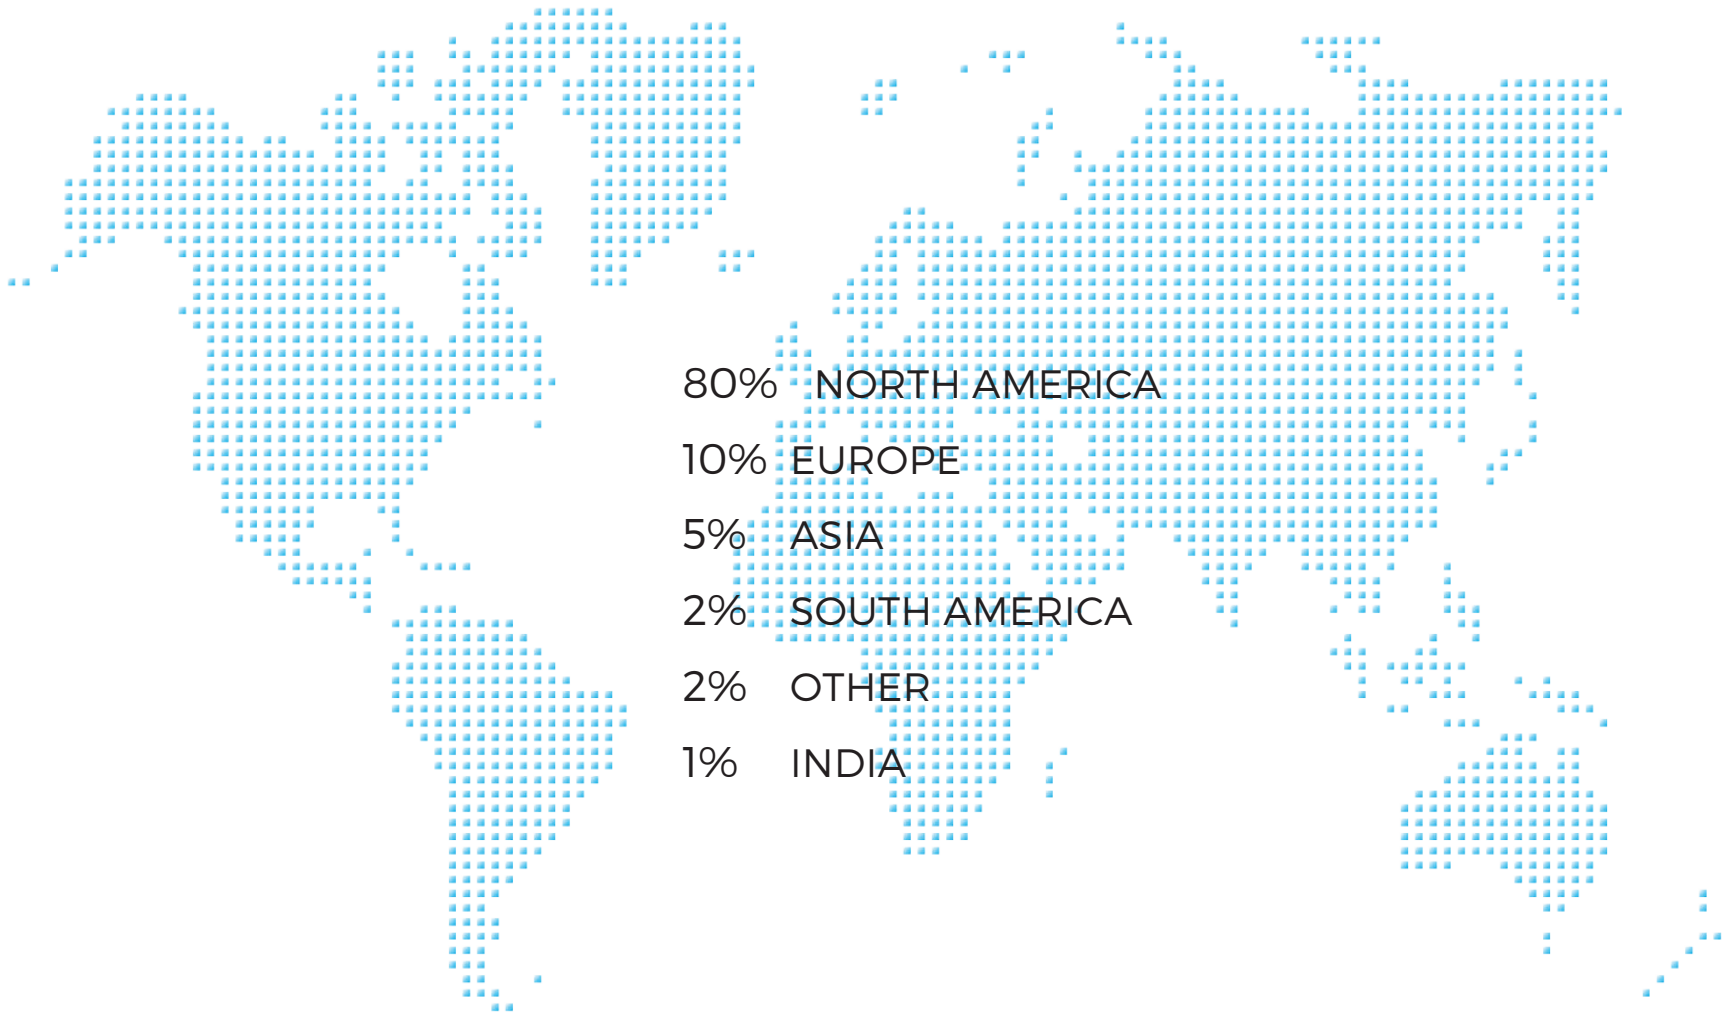 80% NORTH AMERICA
10% EUROPE
5% ASIA
2% SOUTH AMERICA
2% OTHER
1% INDIA